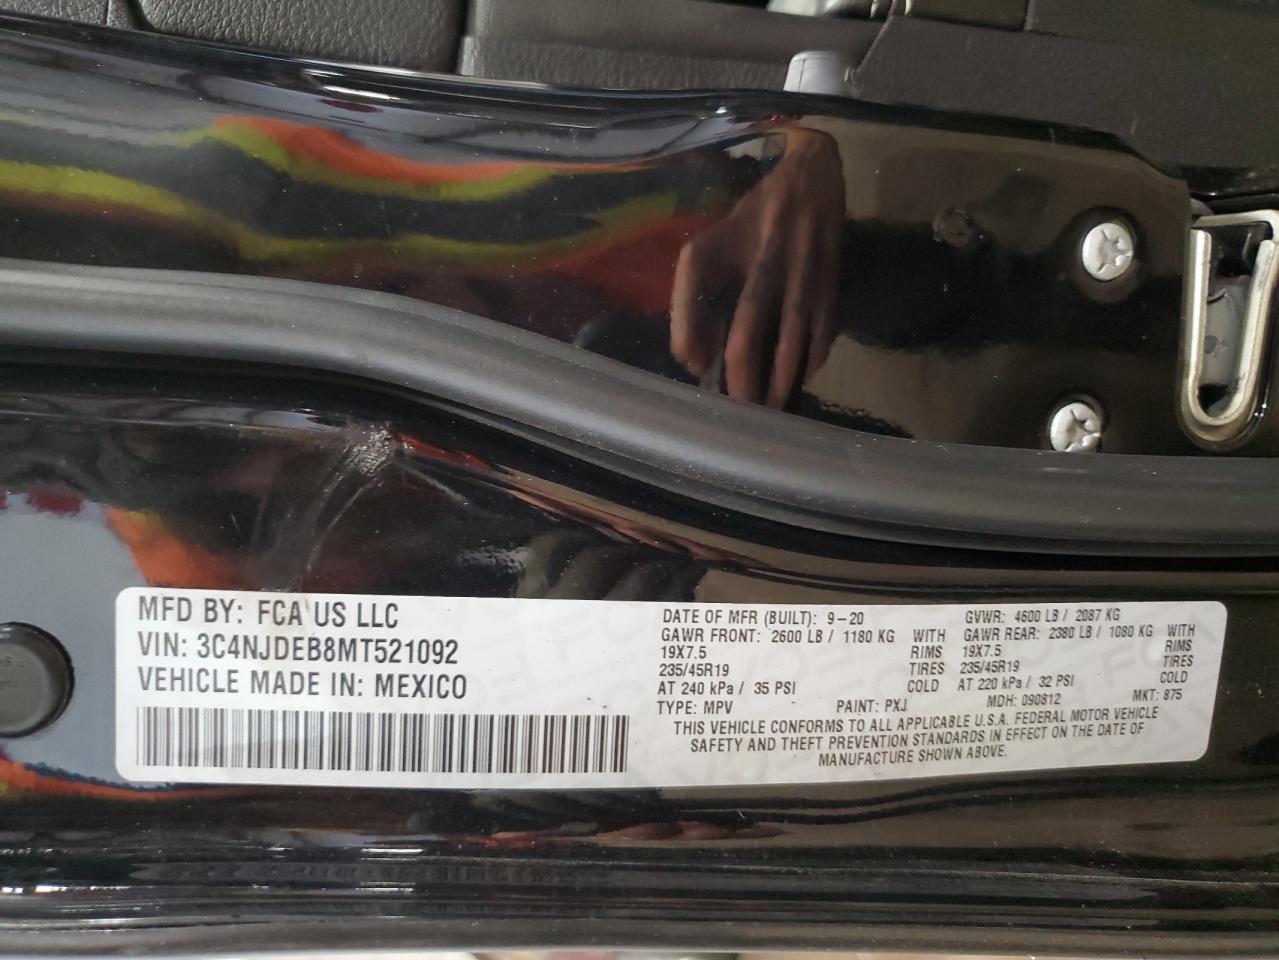 MFD BY: FCA US LLC
VIN: 3C4NJDEB8MT521092
VEHICLE MADE IN: MEXICO
DATE OF MFR (BUILT): 9-20 GVWR: 4600 LB / 2087 KG
GAWR FRONT: 2600 LB / 1180 KG WITH GAWR REAR: 2380 LB / 1080 KG WITH
19X7.5 RIMS 19X7.5 RIMS
235/45R19 TIRES 235/45R19 TIRES
AT 240 kPa / 35 PSI COLD AT 220 kPa / 32 PSI COLD
TYPE: MPV PAINT: PXJ MDH: 090812 MKT: 875
THIS VEHICLE CONFORMS TO ALL APPLICABLE U.S.A. FEDERAL MOTOR VEHICLE
SAFETY AND THEFT PREVENTION STANDARDS IN EFFECT ON THE DATE OF
MANUFACTURE SHOWN ABOVE.